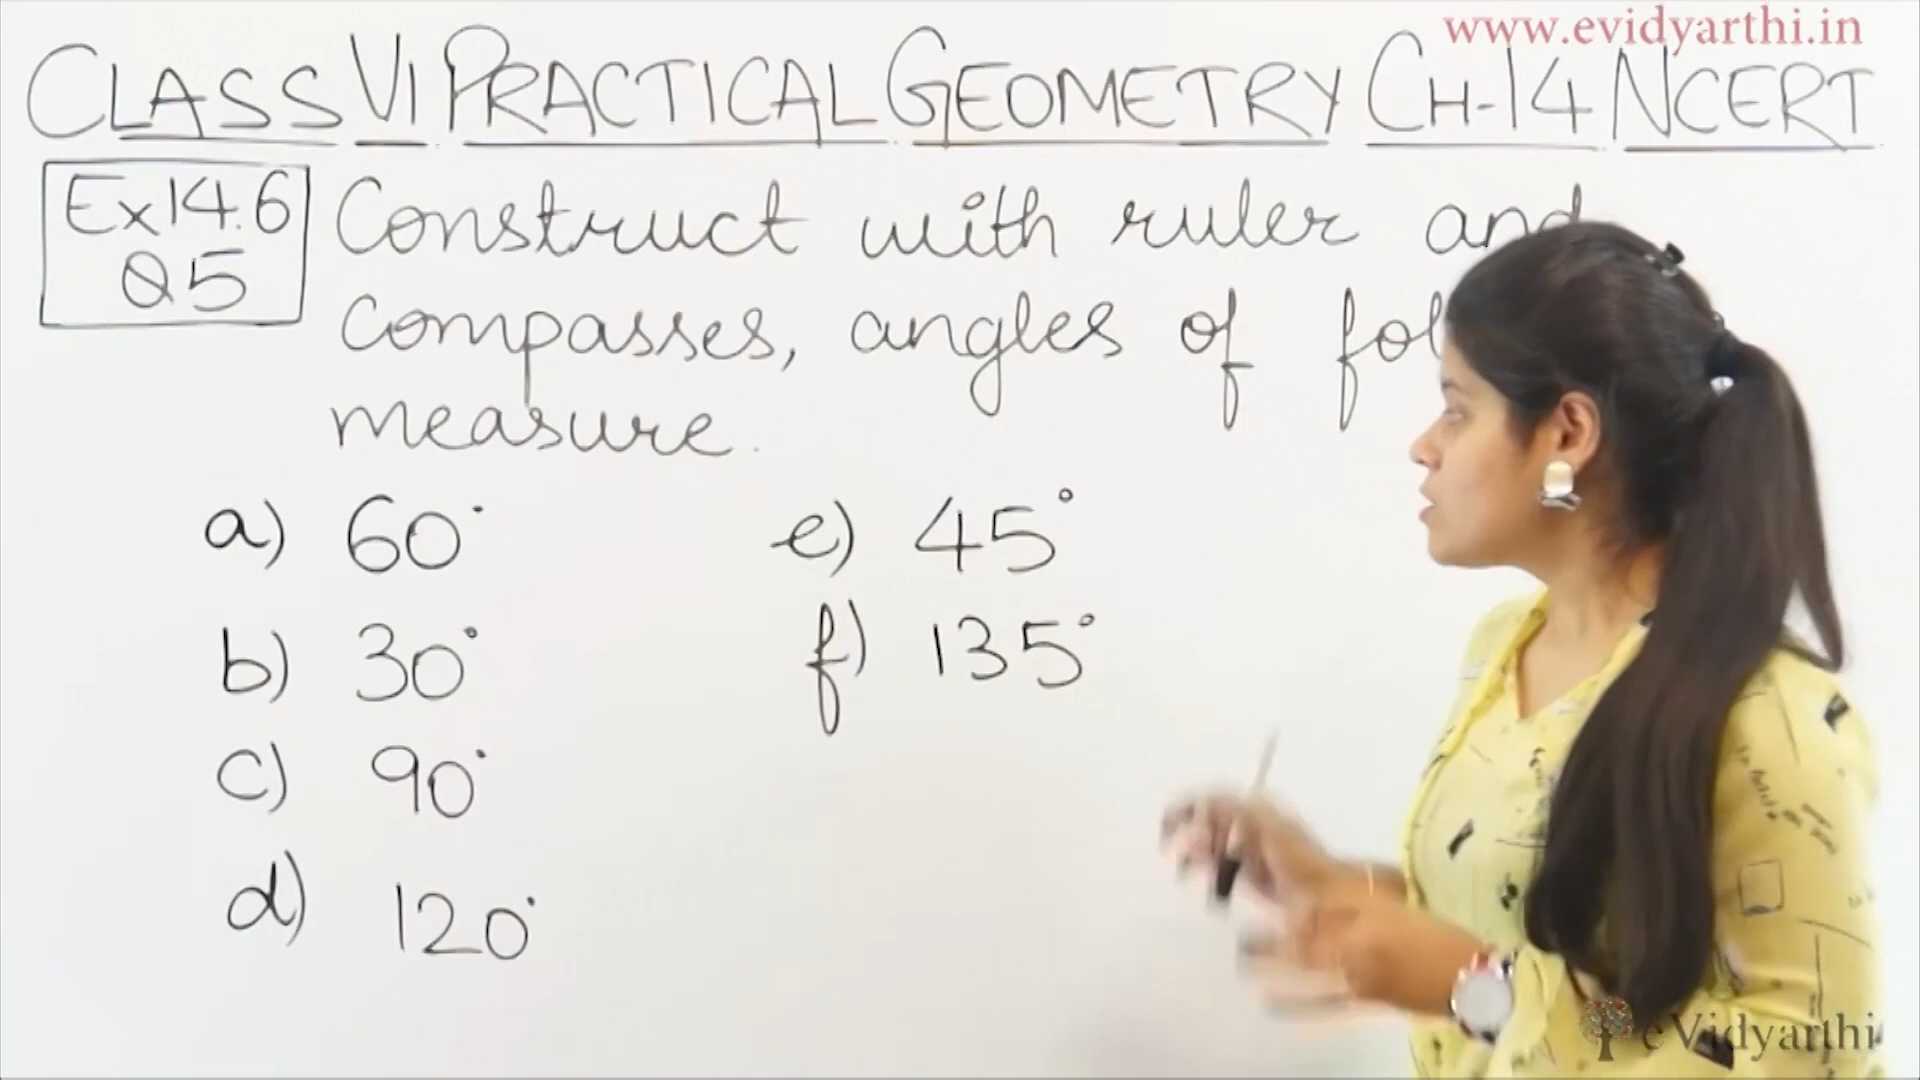 www.evidyarthi.in
CLASS VI PRACTICAL GEOMETRY CH-14 NCERT
Ex 14.6
Q5
Construct with ruler and
compasses, angles of
measure.
a) 60°
b) 30°
c) 90°
d) 120°
e) 45°
f) 135°
eVidyarthi